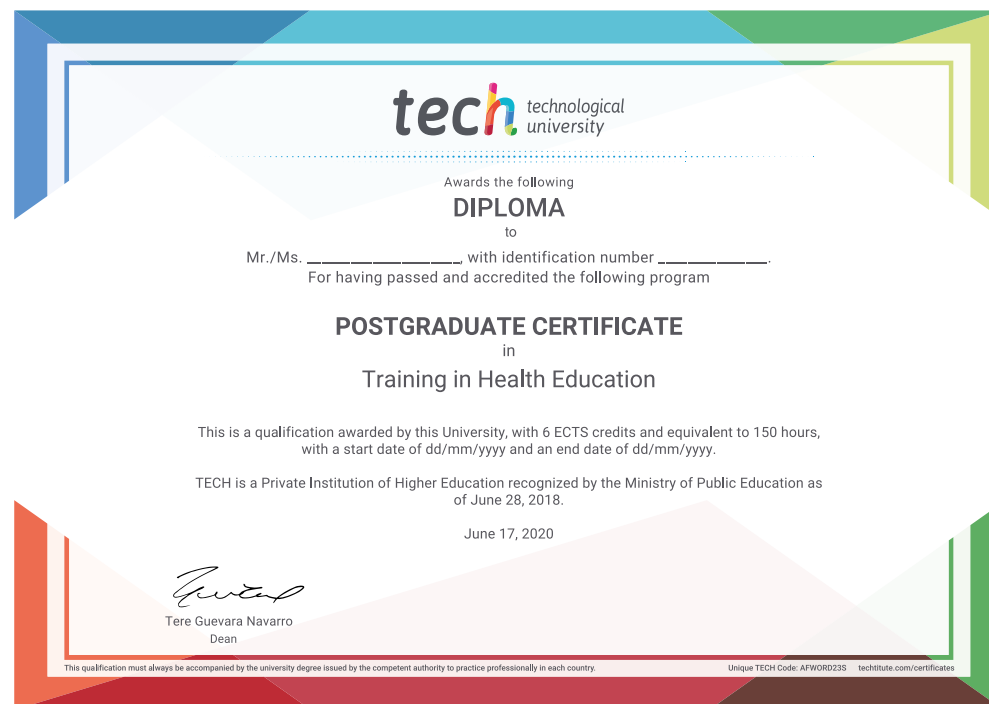 tech technological
university
Awards the following
DIPLOMA
to
Mr./Ms. ____________________, with identification number ______________.
For having passed and accredited the following program
POSTGRADUATE CERTIFICATE
in
Training in Health Education
This is a qualification awarded by this University, with 6 ECTS credits and equivalent to 150 hours,
with a start date of dd/mm/yyyy and an end date of dd/mm/yyyy.
TECH is a Private Institution of Higher Education recognized by the Ministry of Public Education as
of June 28, 2018.
June 17, 2020
Tere Guevara Navarro
Dean
This qualification must always be accompanied by the university degree issued by the competent authority to practice professionally in each country.
Unique TECH Code: AFWORD23S techtitute.com/certificates